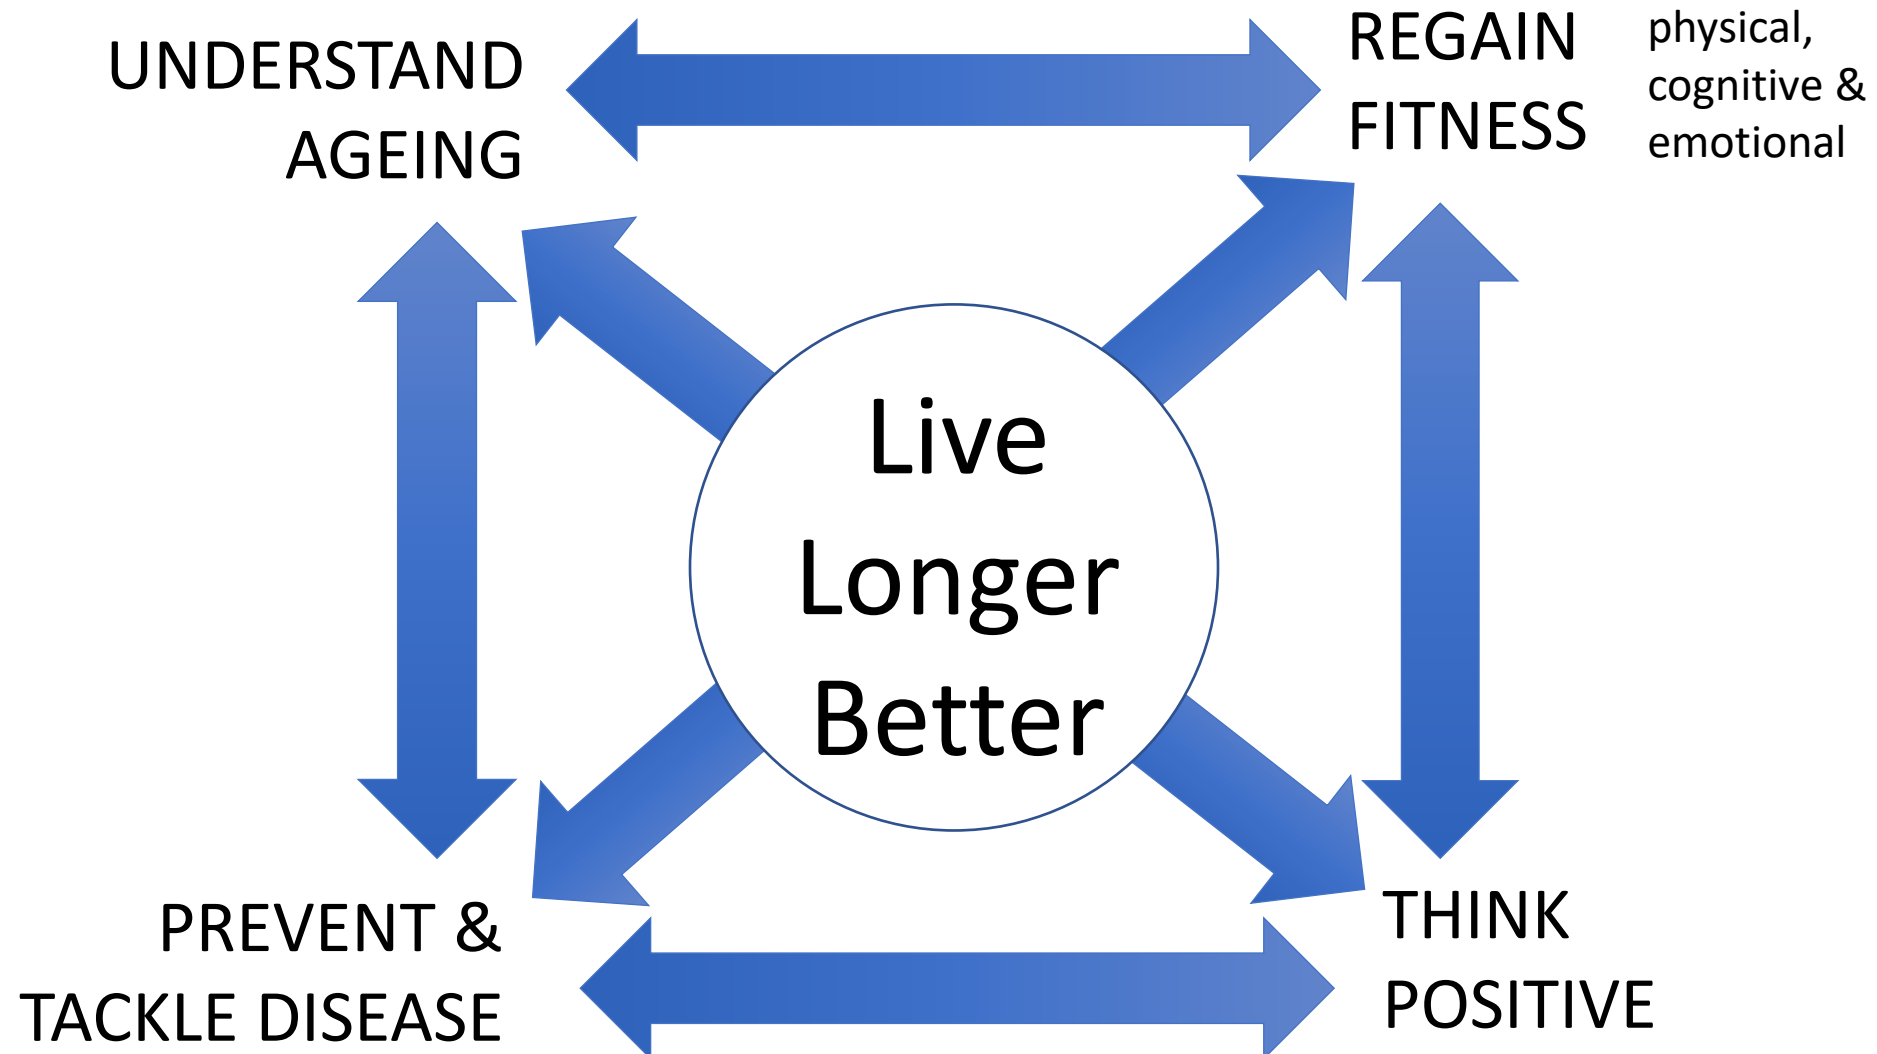 UNDERSTAND
AGEING
REGAIN
FITNESS
physical,
cognitive &
emotional
Live
Longer
Better
PREVENT &
TACKLE DISEASE
THINK
POSITIVE